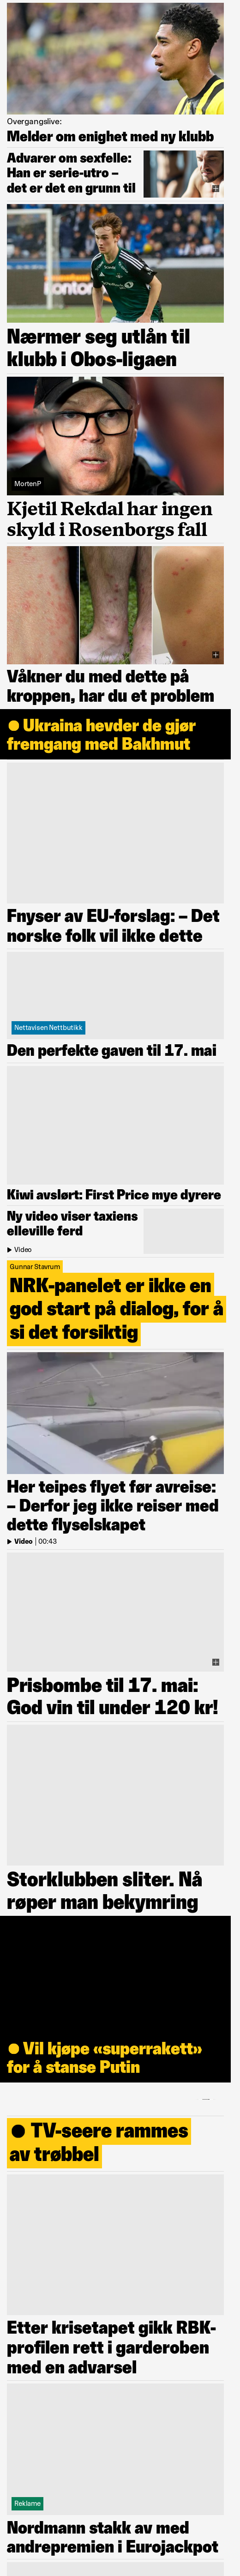 Overgangslive:
Melder om enighet med ny klubb
Advarer om sexfelle:
Han er serie-utro –
det er det en grunn til
Nærmer seg utlån til
klubb i Obos-ligaen
MortenP
Kjetil Rekdal har ingen
skyld i Rosenborgs fall
Våkner du med dette på
kroppen, har du et problem
Ukraina hevder de gjør
fremgang med Bakhmut
Fnyser av EU-forslag: – Det
norske folk vil ikke dette
Nettavisen Nettbutikk
Den perfekte gaven til 17. mai
Kiwi avslørt: First Price mye dyrere
Ny video viser taxiens
elleville ferd
Video
Gunnar Stavrum
NRK-panelet er ikke en
god start på dialog, for å
si det forsiktig
Her teipes flyet før avreise:
– Derfor jeg ikke reiser med
dette flyselskapet
Video | 00:43
Prisbombe til 17. mai:
God vin til under 120 kr!
Storklubben sliter. Nå
røper man bekymring
Vil kjøpe «superrakett»
for å stanse Putin
TV-seere rammes
av trøbbel
Etter krisetapet gikk RBK-
profilen rett i garderoben
med en advarsel
Reklame
Nordmann stakk av med
andrepremien i Eurojackpot